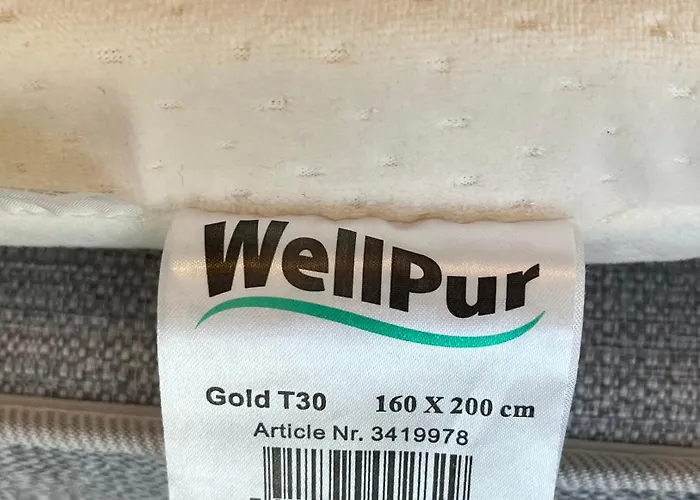 WellPur
Gold T30 160 X 200 cm
Article Nr. 3419978